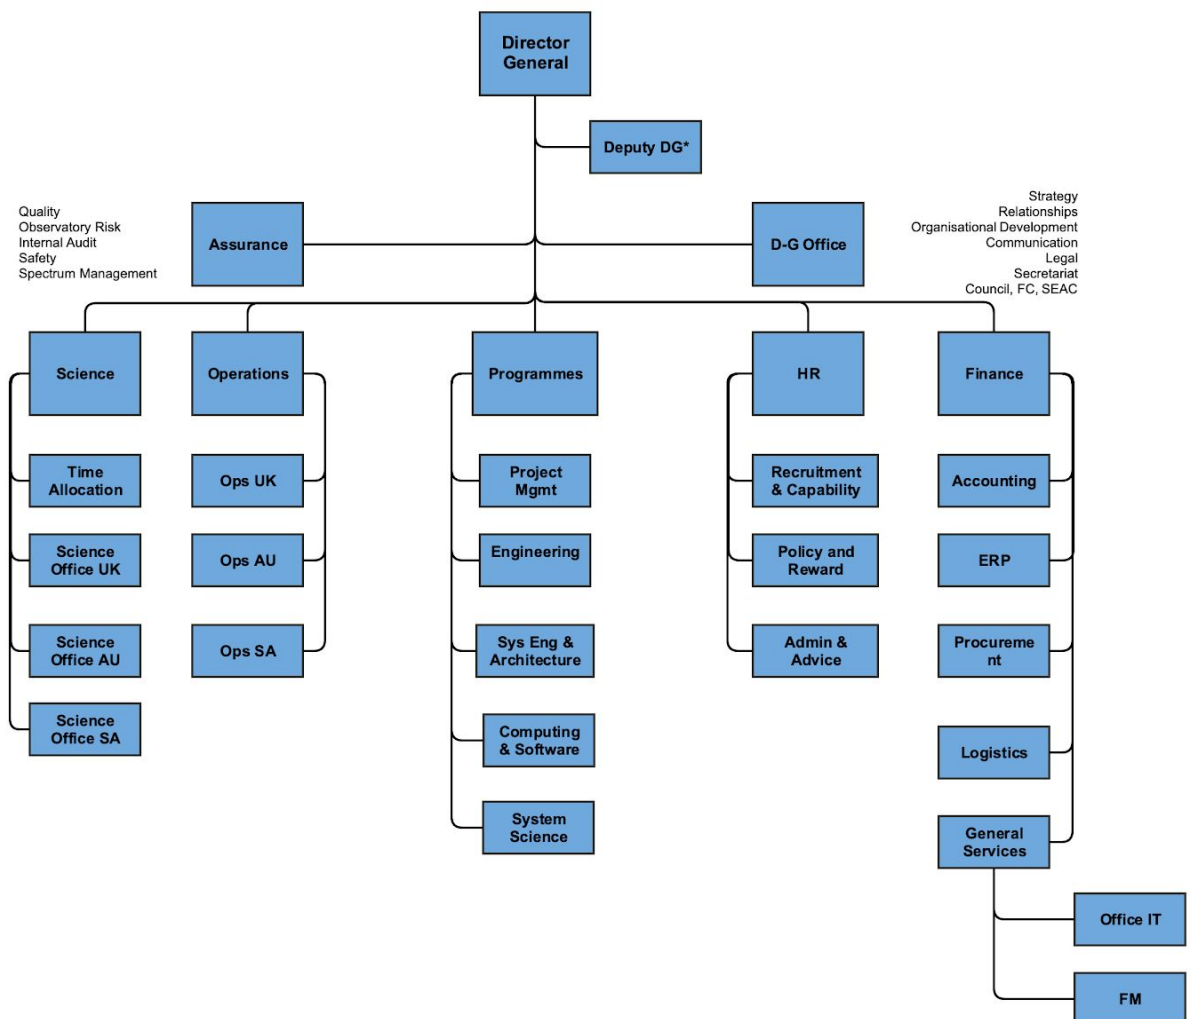 Director
General
Deputy DG*
Quality
Observatory Risk
Internal Audit
Safety
Spectrum Management
Assurance
D-G Office
Strategy
Relationships
Organisational Development
Communication
Legal
Secretariat
Council, FC, SEAC
Science
Operations
Programmes
HR
Finance
Time
Allocation
Ops UK
Project
Mgmt
Recruitment
& Capability
Accounting
Science
Office UK
Ops AU
Engineering
Policy and
Reward
ERP
Science
Office AU
Ops SA
Sys Eng &
Architecture
Admin &
Advice
Procureme
nt
Science
Office SA
Computing
& Software
Logistics
System
Science
General
Services
Office IT
FM